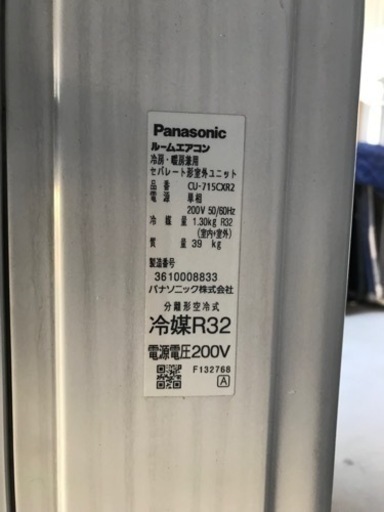 Panasonic
ルームエアコン
冷房・暖房兼用
セパレート形室外ユニット
品番 CU-715CXR2
電源 単相
200V 50/60Hz
冷媒量 1.30kg R32
(室内+室外)
質量 39 kg
製造番号
3610008833
パナソニック株式会社
分離形空冷式
冷媒R32
電源電圧200V
F132768
A